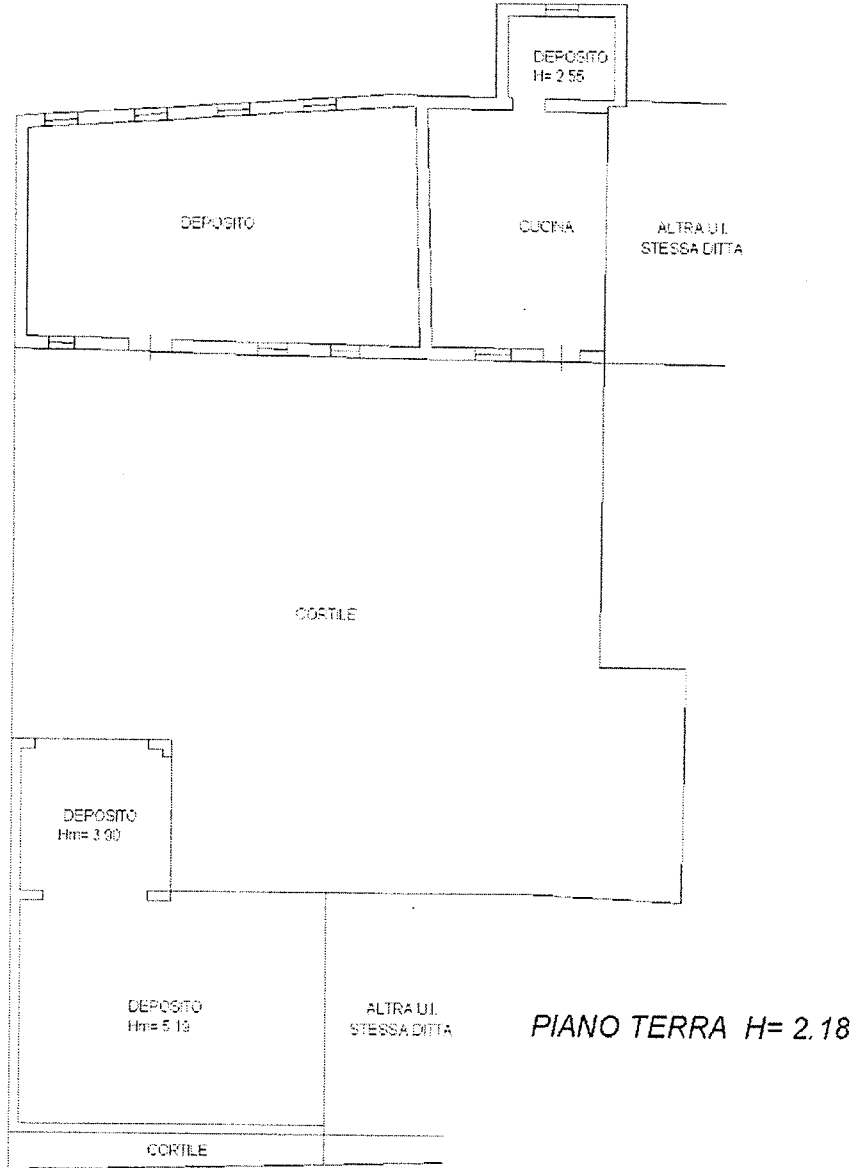 DEPOSITO
H= 2.55
DEPOSITO
CUCINA
ALTRA U.I.
STESSA DITTA
CORTILE
DEPOSITO
Hm= 3.90
DEPOSITO
Hm= 5.19
ALTRA U.I.
STESSA DITTA
PIANO TERRA H= 2.18
CORTILE